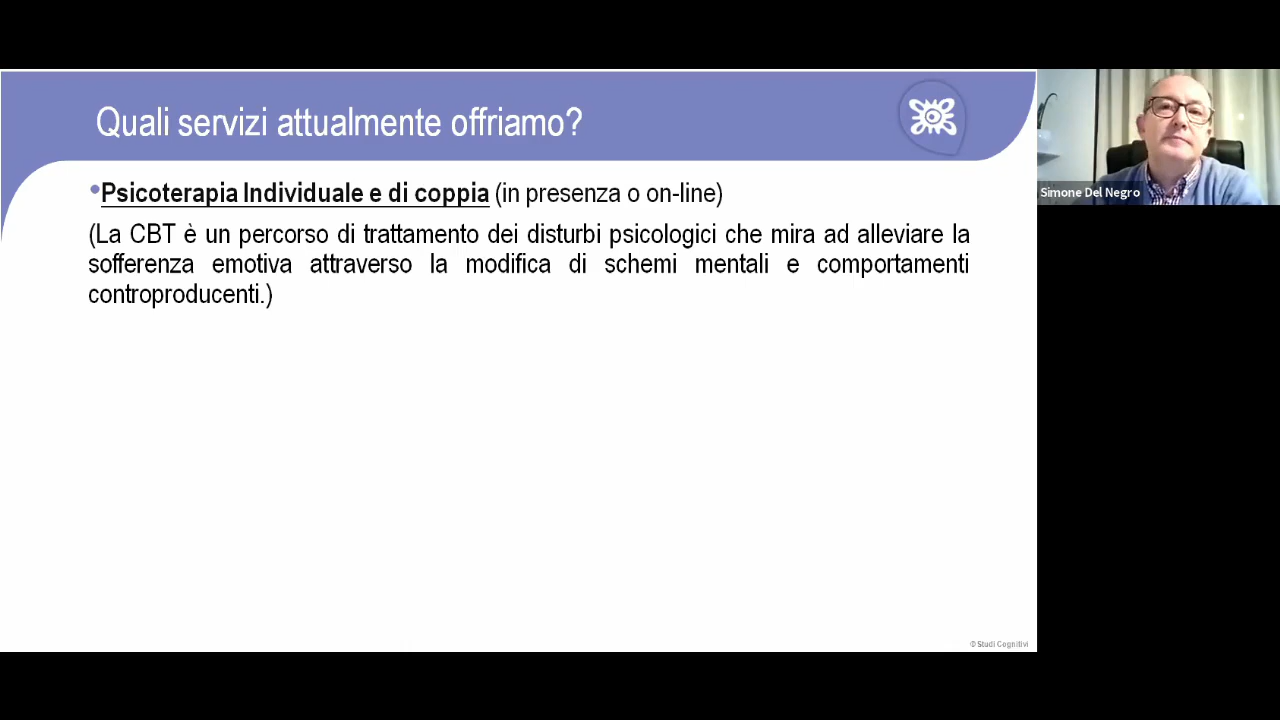 Quali servizi attualmente offriamo?
•Psicoterapia Individuale e di coppia (in presenza o on-line)
(La CBT è un percorso di trattamento dei disturbi psicologici che mira ad alleviare la
sofferenza emotiva attraverso la modifica di schemi mentali e comportamenti
controproducenti.)
Simone Del Negro
© Studi Cognitivi